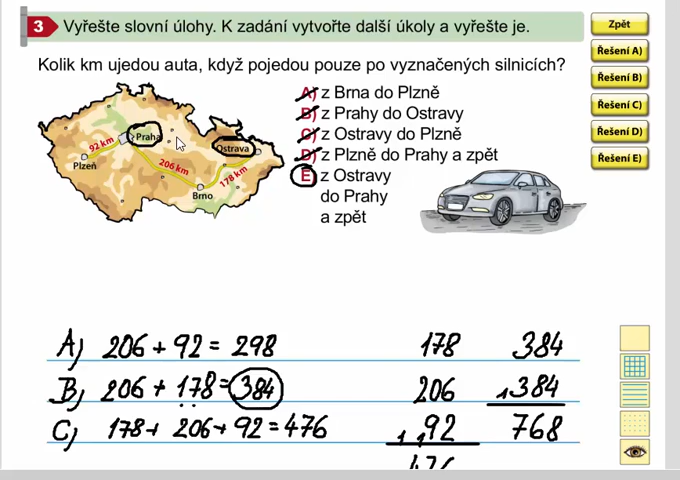 3 Vyřešte slovní úlohy. K zadání vytvořte další úkoly a vyřešte je.
Zpět
Řešení A)
Kolik km ujedou auta, když pojedou pouze po vyznačených silnicích?
Řešení B)
A) z Brna do Plzně
Řešení C)
B) z Prahy do Ostravy
Řešení D)
C) z Ostravy do Plzně
Řešení E)
D) z Plzně do Prahy a zpět
E) z Ostravy
do Prahy
a zpět
Praha
92 km
Ostrava
Plzeň
206 km
178 km
Brno
A) 206 + 92 = 298
178
384
B) 206 + 178 = 384
206
384
C) 178 + 206 + 92 = 476
92
768
476